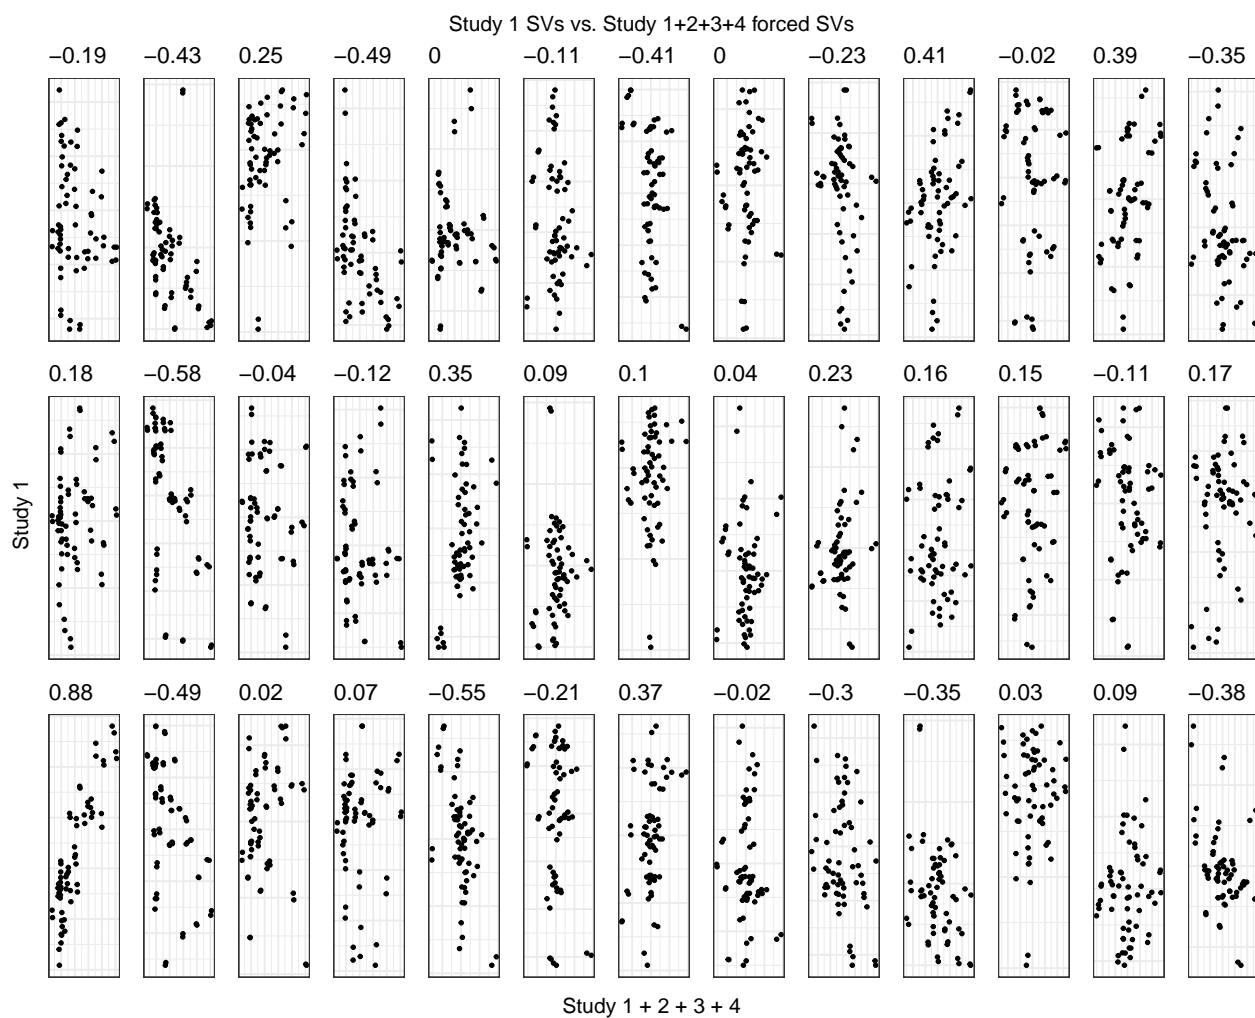 Study 1 SVs vs. Study 1+2+3+4 forced SVs
−0.19 −0.43 0.25 −0.49 0 −0.11 −0.41 0 −0.23 0.41 −0.02 0.39 −0.35
0.18 −0.58 −0.04 −0.12 0.35 0.09 0.1 0.04 0.23 0.16 0.15 −0.11 0.17
Study 1
0.88 −0.49 0.02 0.07 −0.55 −0.21 0.37 −0.02 −0.3 −0.35 0.03 0.09 −0.38
Study 1 + 2 + 3 + 4